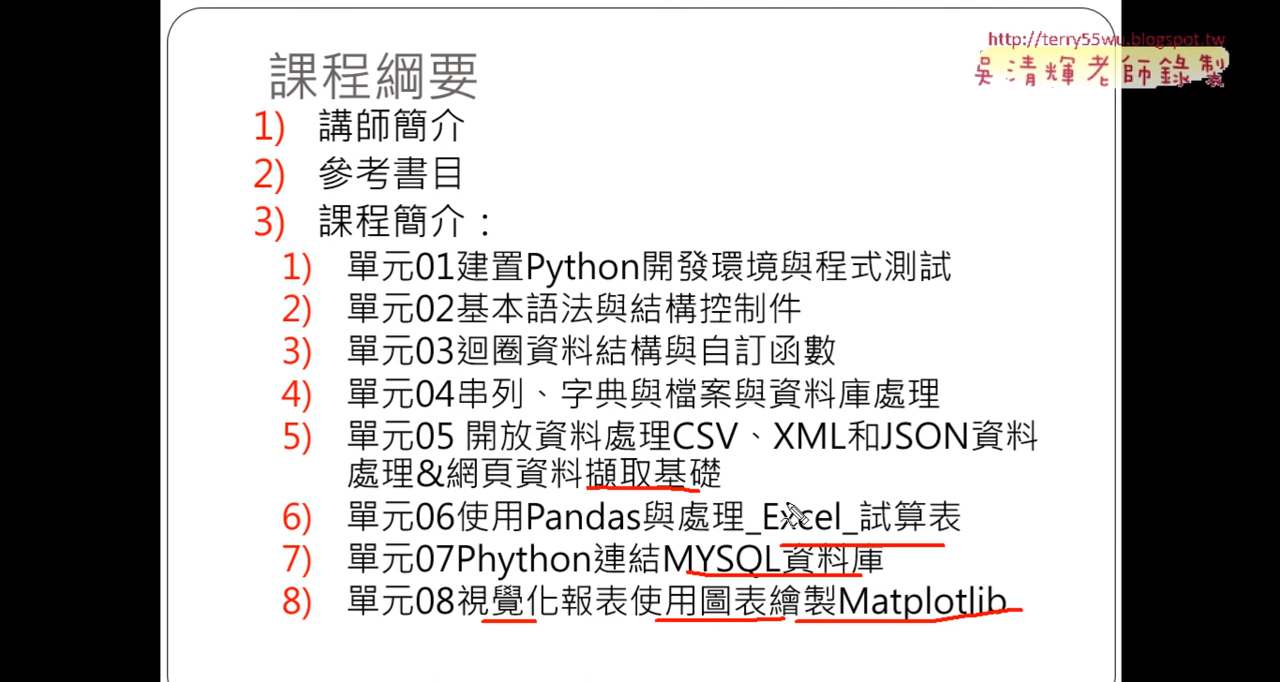 http://terry55wu.blogspot.tw
吳清輝老師錄製
課程綱要
1) 講師簡介
2) 參考書目
3) 課程簡介：
1) 單元01建置Python開發環境與程式測試
2) 單元02基本語法與結構控制件
3) 單元03迴圈資料結構與自訂函數
4) 單元04串列、字典與檔案與資料庫處理
5) 單元05 開放資料處理CSV、XML和JSON資料
處理&網頁資料擷取基礎
6) 單元06使用Pandas與處理_Excel_試算表
7) 單元07Phython連結MYSQL資料庫
8) 單元08視覺化報表使用圖表繪製Matplotlib